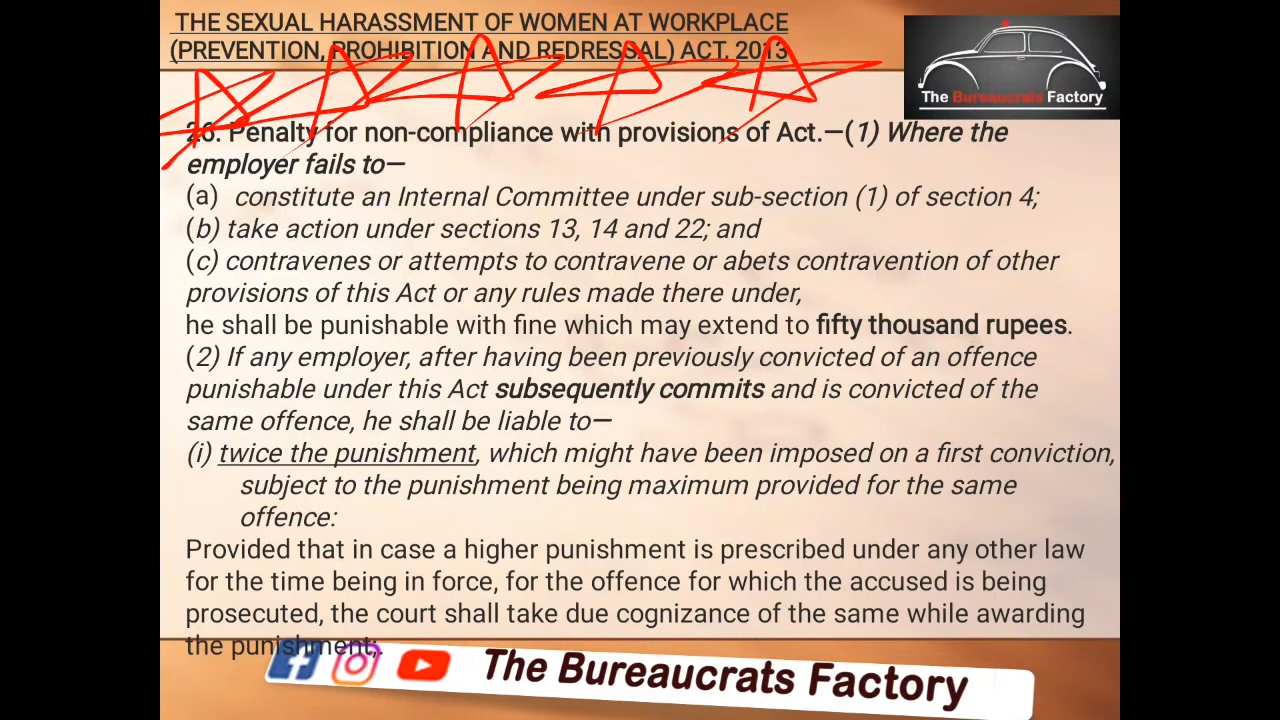 THE SEXUAL HARASSMENT OF WOMEN AT WORKPLACE
(PREVENTION, PROHIBITION AND REDRESSAL) ACT, 2013
The Bureaucrats Factory
26. Penalty for non-compliance with provisions of Act.—(1) Where the
employer fails to—
(a) constitute an Internal Committee under sub-section (1) of section 4;
(b) take action under sections 13, 14 and 22; and
(c) contravenes or attempts to contravene or abets contravention of other
provisions of this Act or any rules made there under,
he shall be punishable with fine which may extend to fifty thousand rupees.
(2) If any employer, after having been previously convicted of an offence
punishable under this Act subsequently commits and is convicted of the
same offence, he shall be liable to—
(i) twice the punishment, which might have been imposed on a first conviction,
subject to the punishment being maximum provided for the same
offence:
Provided that in case a higher punishment is prescribed under any other law
for the time being in force, for the offence for which the accused is being
prosecuted, the court shall take due cognizance of the same while awarding
the punishment;.
The Bureaucrats Factory